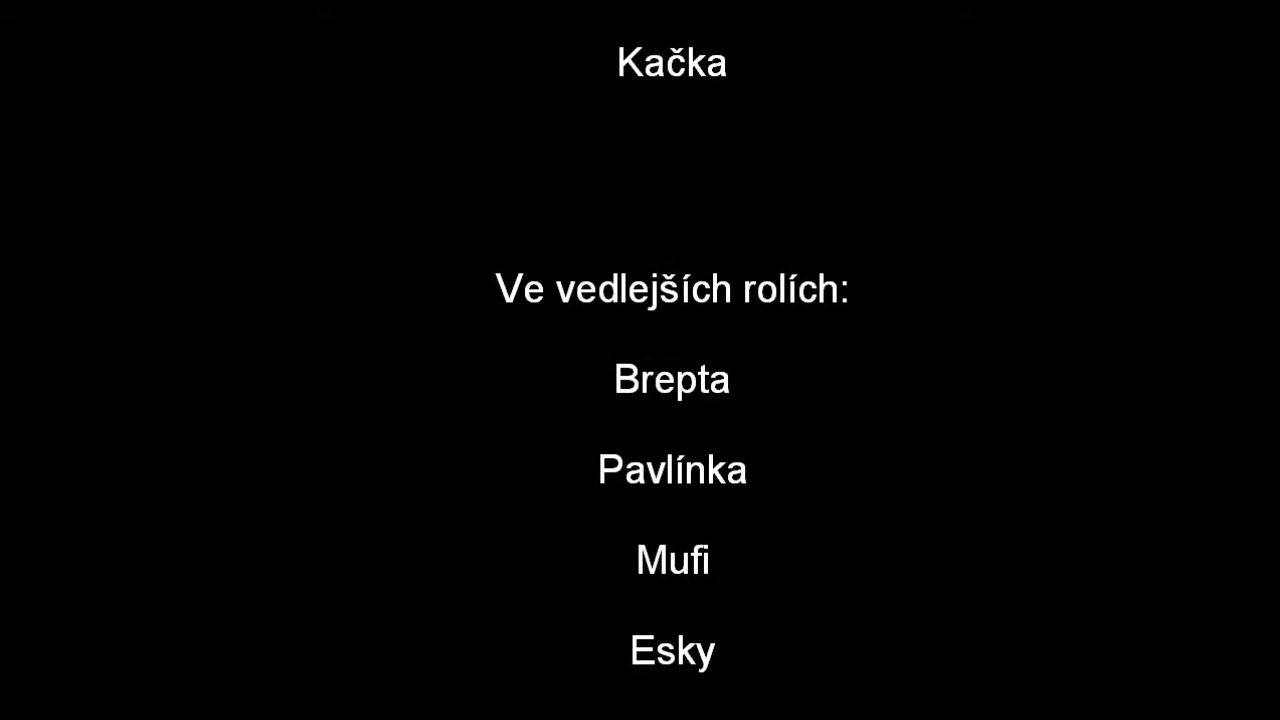 Kačka
Ve vedlejších rolích:
Brepta
Pavlínka
Mufi
Esky